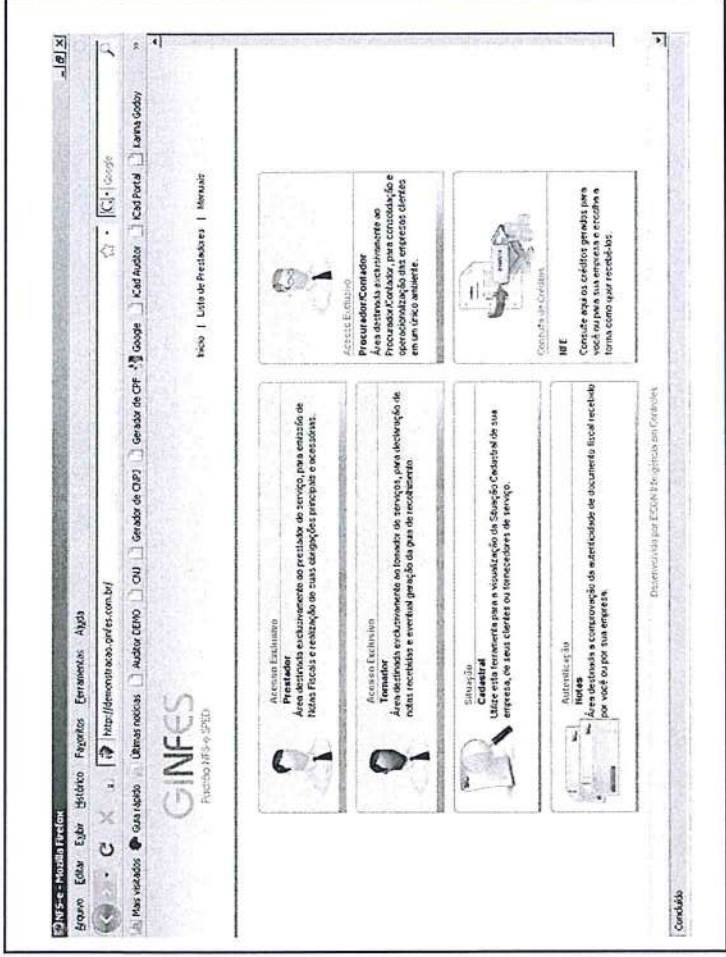 NFS-e - Mozilla Firefox
Arquivo Editar Exibir Histórico Favoritos Ferramentas Ajuda
http://demonstracao.ginfes.com.br/
Google
Mais visitados Guia rápido Últimas notícias Auditor DEMO CNJ Gerador de CNPJ Gerador de CPF Google iCad Auditor iCad Portal Karina Godoy »
GINFES
Padrão NFS-e SPED
Início | Lista de Prestadores | Manuais
Acesso Exclusivo
Prestador
Área destinada exclusivamente ao prestador de serviço, para emissão de
Notas Fiscais e realização de suas obrigações principais e acessórias.
Acesso Exclusivo
Procurador/Contador
Área destinada exclusivamente ao
Procurador/Contador, para consolidação e
operacionalização das empresas clientes
em um único ambiente.
Acesso Exclusivo
Tomador
Área destinada exclusivamente ao tomador de serviços, para declaração de
notas recebidas e eventual geração da guia de recolhimento.
Situação
Cadastral
Utilize esta ferramenta para a visualização da Situação Cadastral de sua
empresa, de seus clientes ou fornecedores de serviço.
Consulta de Créditos
NFE
Consulte aqui os créditos gerados para
você ou para sua empresa e escolha a
forma como quer recebê-los.
Autenticação
Notas
Área destinada a comprovação da autenticidade de documento fiscal recebido
por você ou por sua empresa.
Desenvolvida por EICON Inteligência em Controles
Concluído